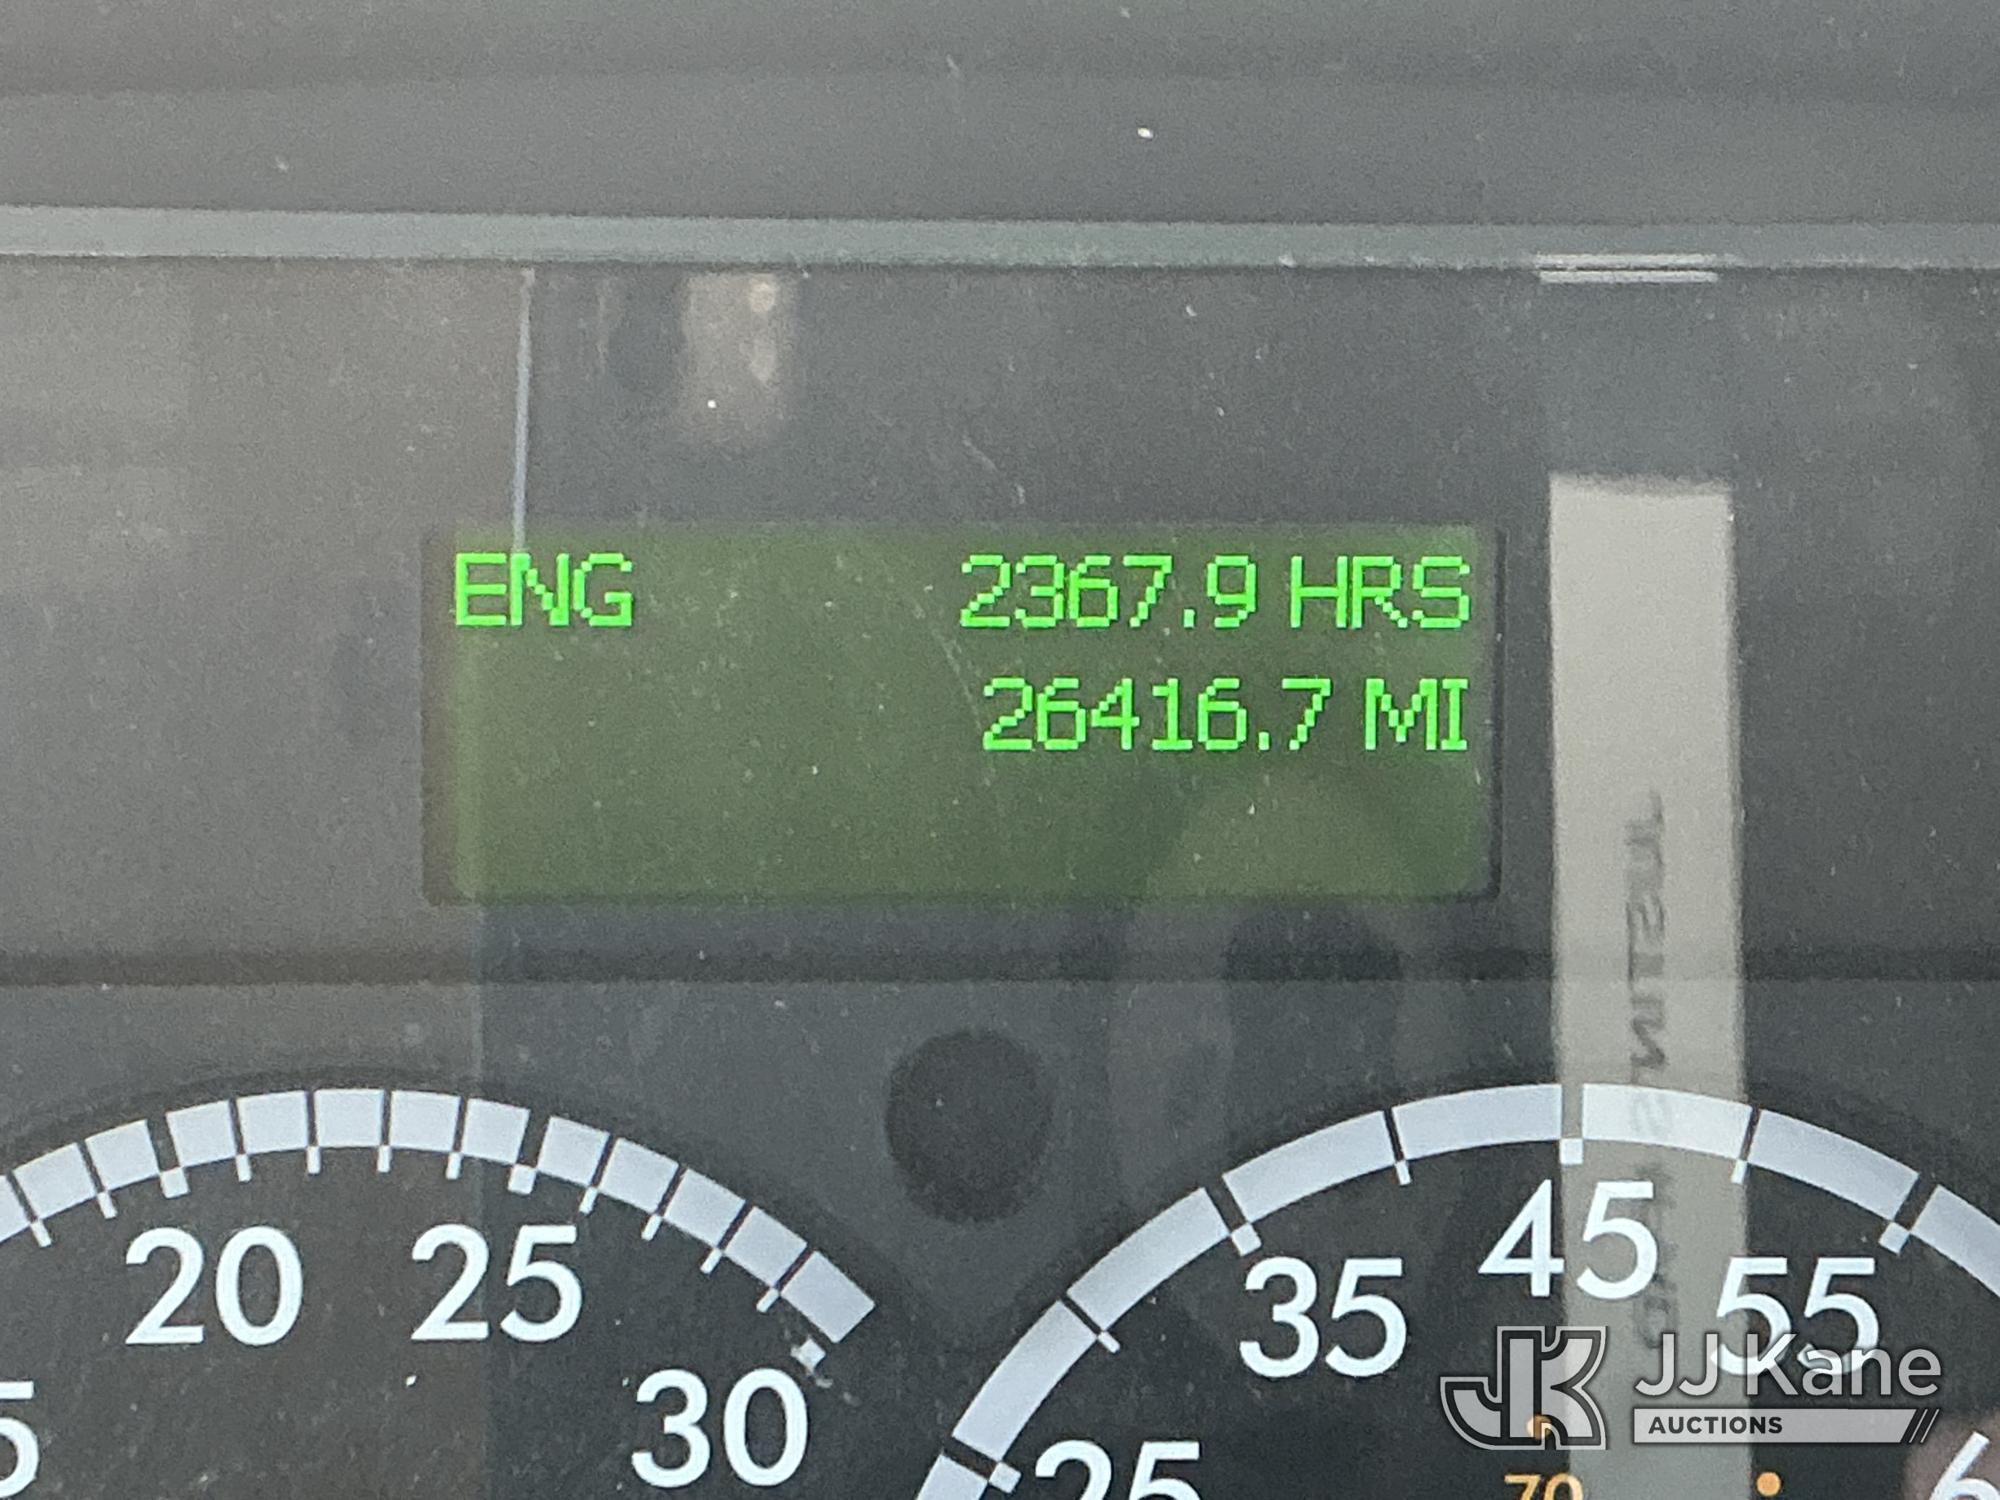 ENG 2367.9 HRS
26416.7 MI
20 25 30
25 35 45 55
70
JJ Kane
AUCTIONS